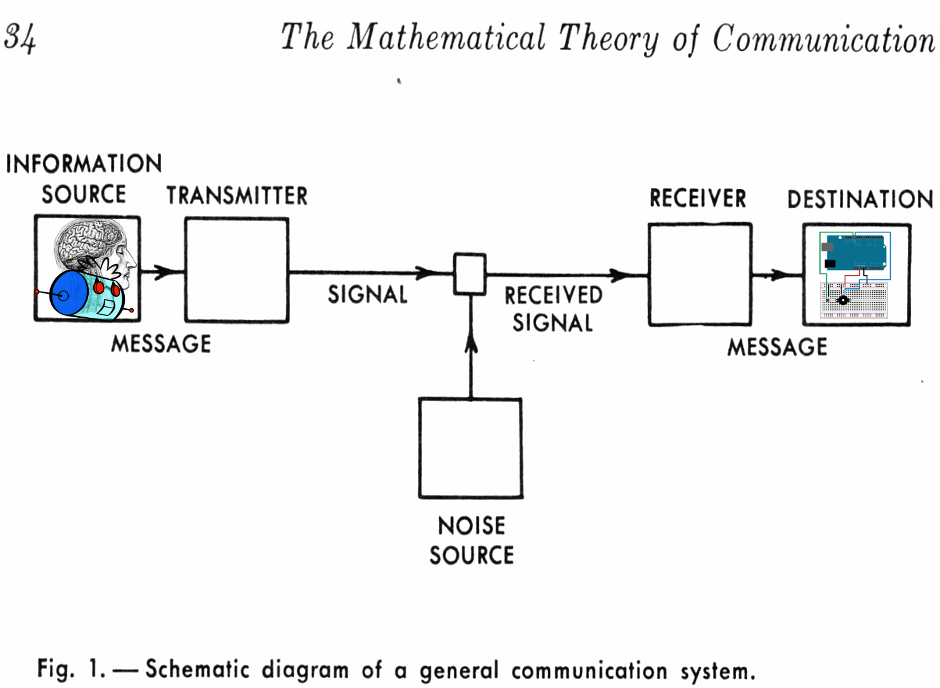 34 The Mathematical Theory of Communication
INFORMATION
SOURCE TRANSMITTER RECEIVER DESTINATION
SIGNAL RECEIVED
SIGNAL
MESSAGE MESSAGE
NOISE
SOURCE
Fig. 1. — Schematic diagram of a general communication system.